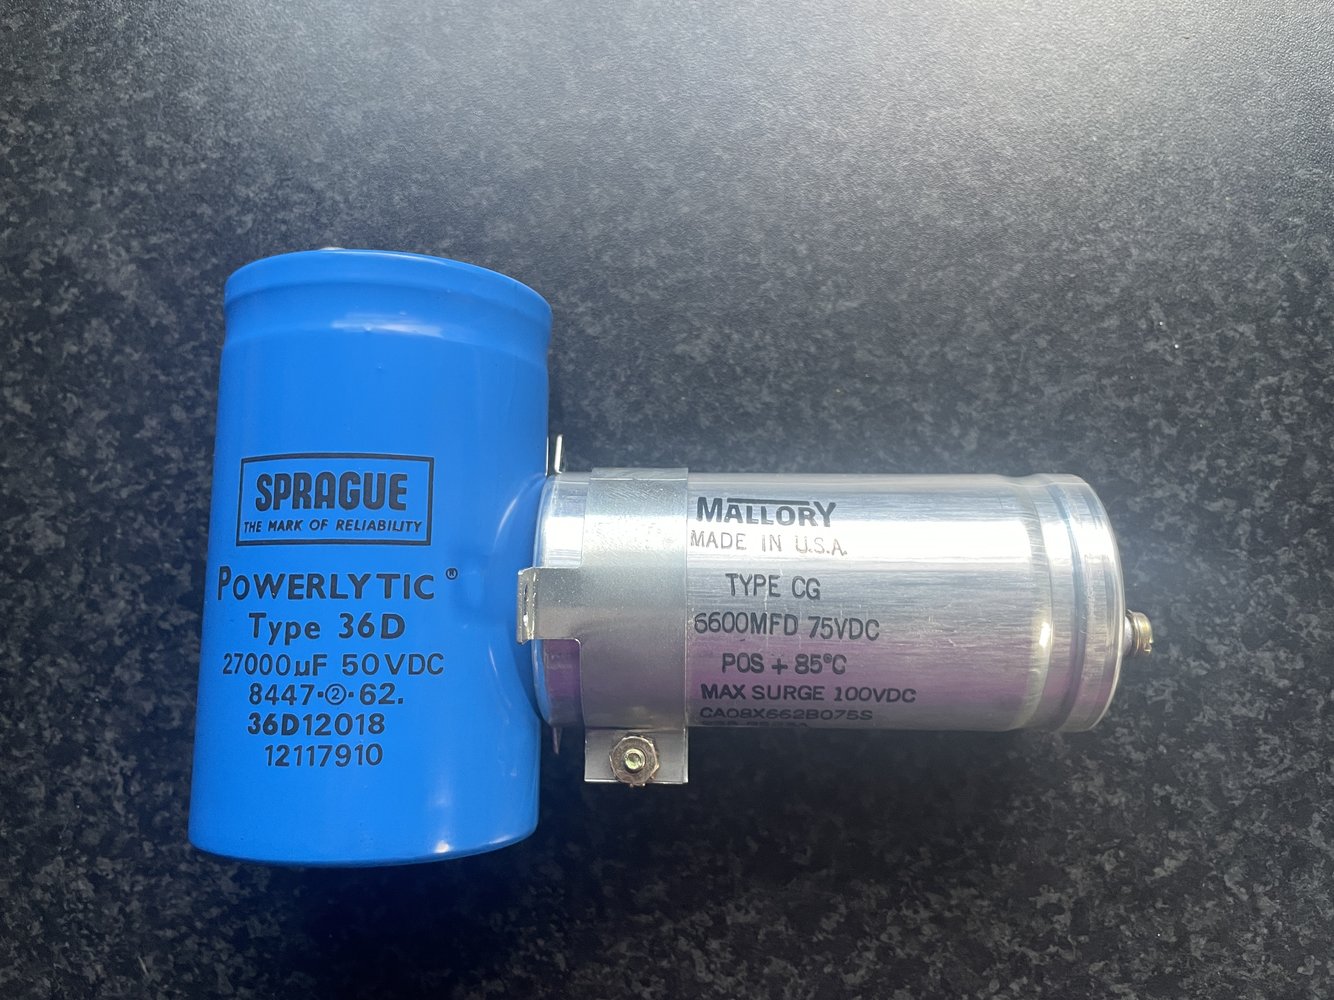 SPRAGUE
THE MARK OF RELIABILITY
POWERLYTIC ®
Type 36D
27000µF 50VDC
8447-②-62.
36D12018
12117910
MALLORY
MADE IN U.S.A.
TYPE CG
6600MFD 75VDC
POS + 85°C
MAX SURGE 100VDC
CA08X662B075S